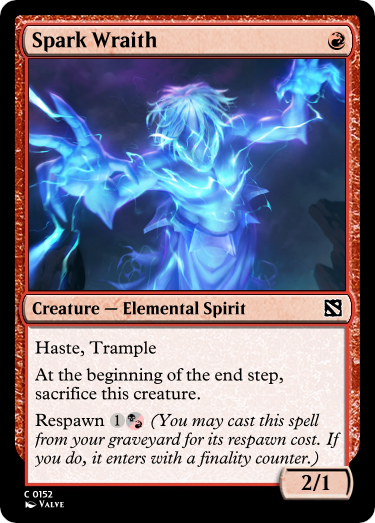 Spark Wraith
Creature — Elemental Spirit
Haste, Trample
At the beginning of the end step,
sacrifice this creature.
Respawn 1 (You may cast this spell
from your graveyard for its respawn cost. If
you do, it enters with a finality counter.)
2/1
C 0152
Valve